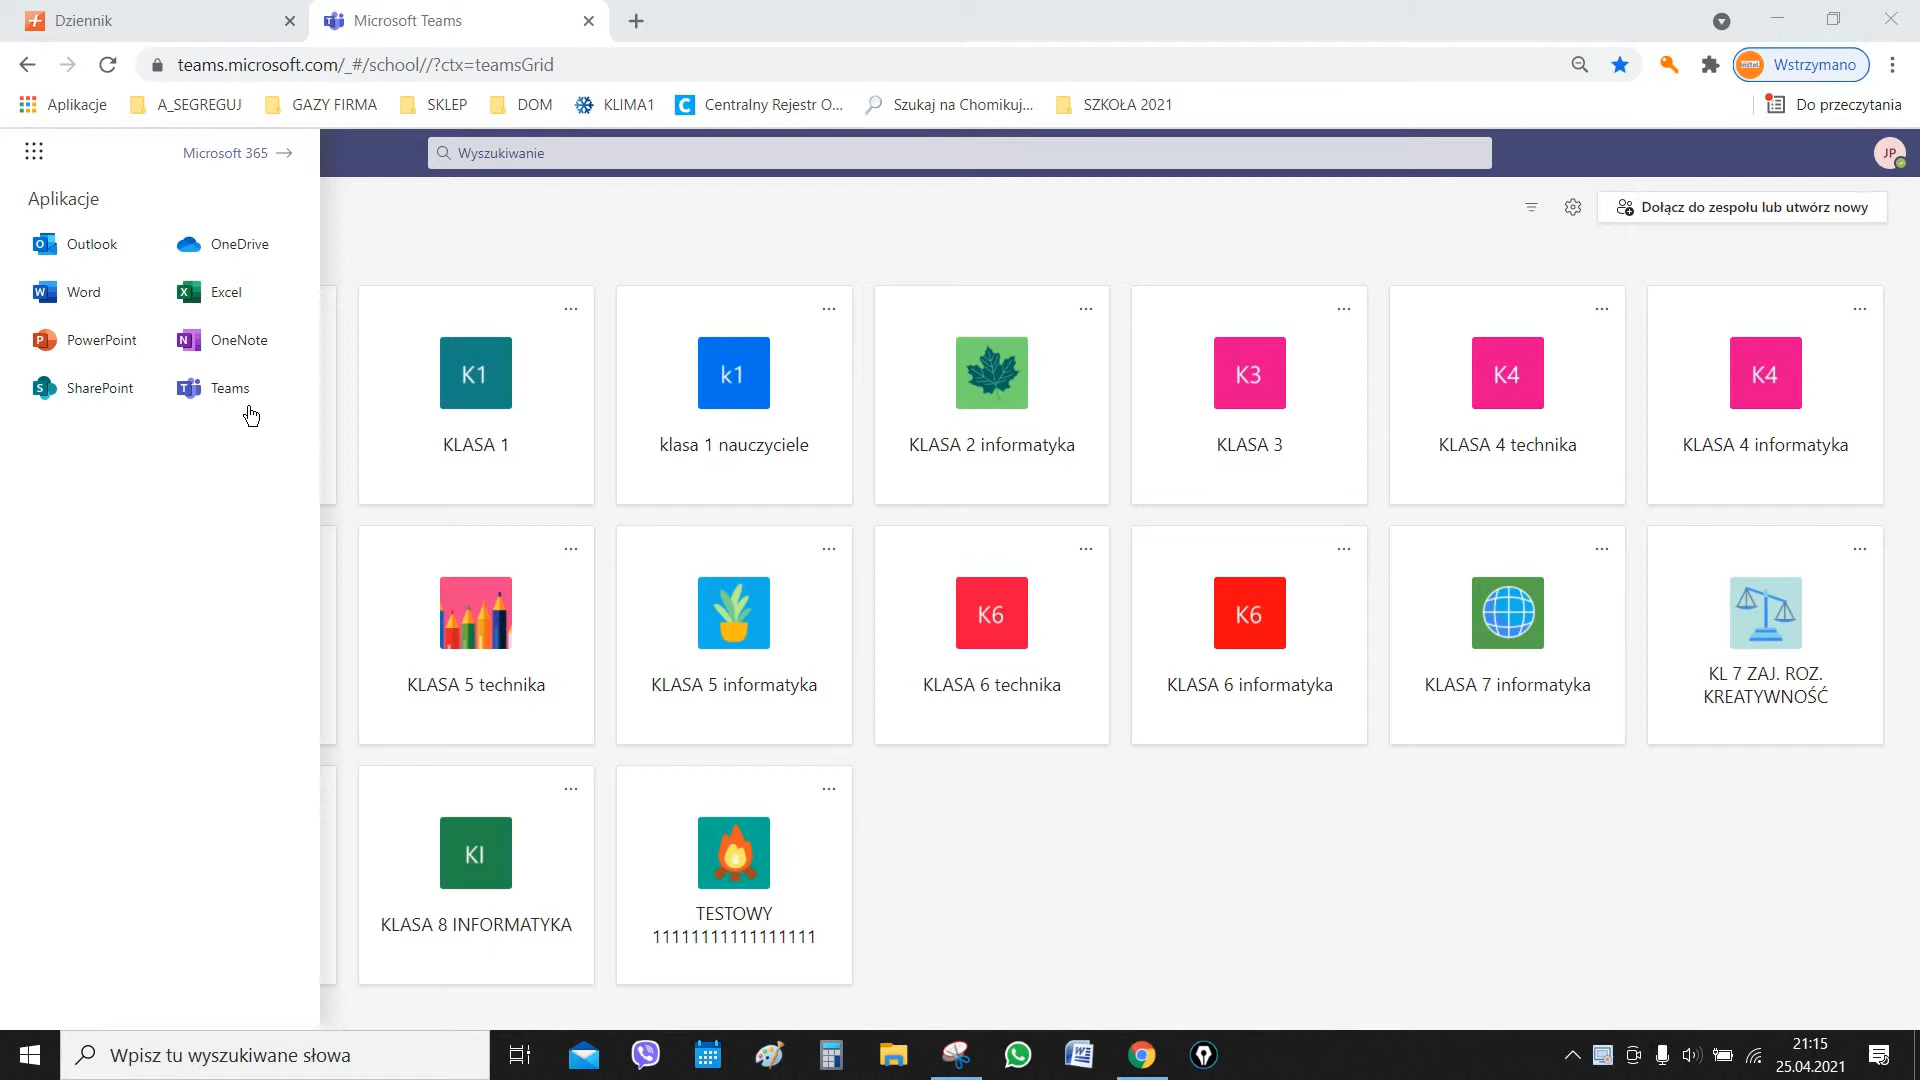 Dziennik
Microsoft Teams
teams.microsoft.com/_#/school//?ctx=teamsGrid
Wstrzymano
Aplikacje
A_SEGREGUJ
GAZY FIRMA
SKLEP
DOM
KLIMA1
Centralny Rejestr O...
Szukaj na Chomikuj...
SZKOŁA 2021
Do przeczytania
Microsoft 365
Wyszukiwanie
JP
Aplikacje
Dołącz do zespołu lub utwórz nowy
Outlook
OneDrive
Word
Excel
PowerPoint
OneNote
SharePoint
Teams
K1
KLASA 1
k1
klasa 1 nauczyciele
KLASA 2 informatyka
K3
KLASA 3
K4
KLASA 4 technika
K4
KLASA 4 informatyka
KLASA 5 technika
KLASA 5 informatyka
K6
KLASA 6 technika
K6
KLASA 6 informatyka
KLASA 7 informatyka
KL 7 ZAJ. ROZ.
KREATYWNOŚĆ
KI
KLASA 8 INFORMATYKA
TESTOWY
11111111111111111
Wpisz tu wyszukiwane słowa
21:15
25.04.2021